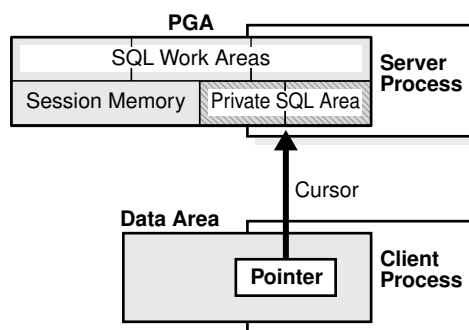 PGA
SQL Work Areas
Server
Process
Session Memory
Private SQL Area
Cursor
Data Area
Pointer
Client
Process